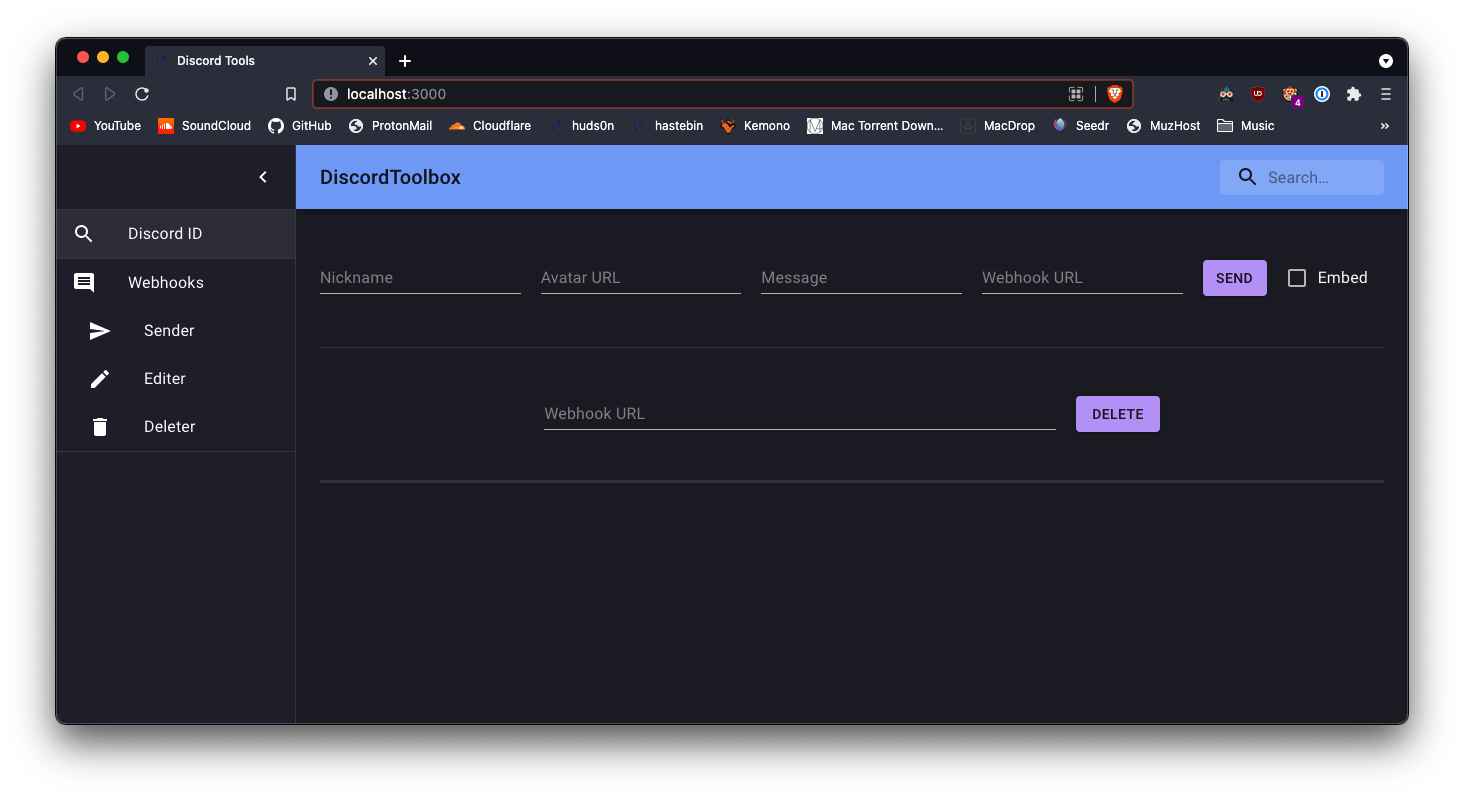 Discord Tools
localhost:3000
4
YouTube SoundCloud GitHub ProtonMail Cloudflare huds0n hastebin Kemono Mac Torrent Down... MacDrop Seedr MuzHost Music »
DiscordToolbox Search...
Discord ID
Webhooks
Sender
Editer
Deleter
Nickname Avatar URL Message Webhook URL SEND Embed
Webhook URL DELETE